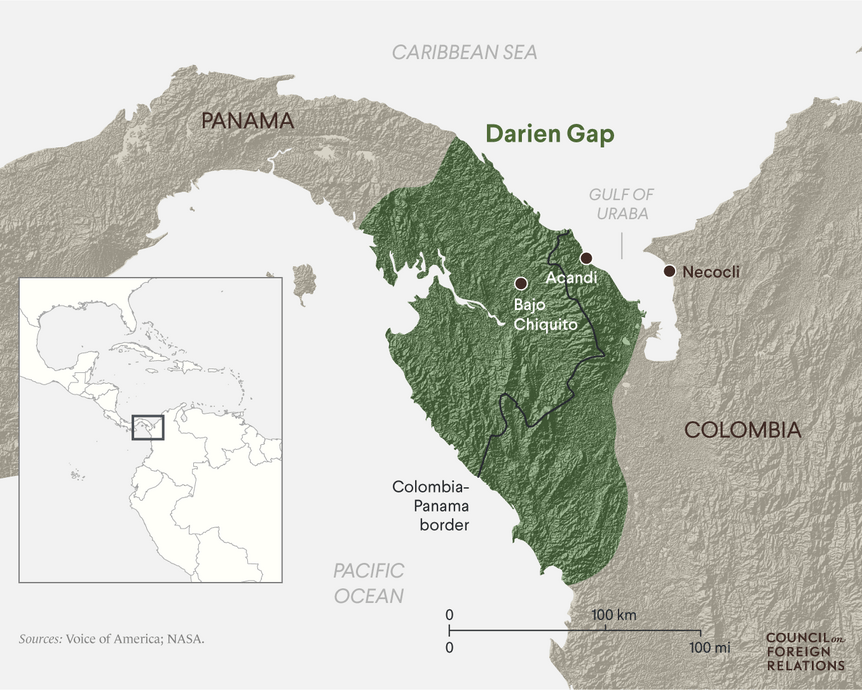 CARIBBEAN SEA
PANAMA
Darien Gap
GULF OF
URABA
Acandi
Necocli
Bajo
Chiquito
COLOMBIA
Colombia-
Panama
border
PACIFIC
OCEAN
0
100 km
0
100 mi
Sources: Voice of America; NASA.
COUNCIL on
FOREIGN
RELATIONS